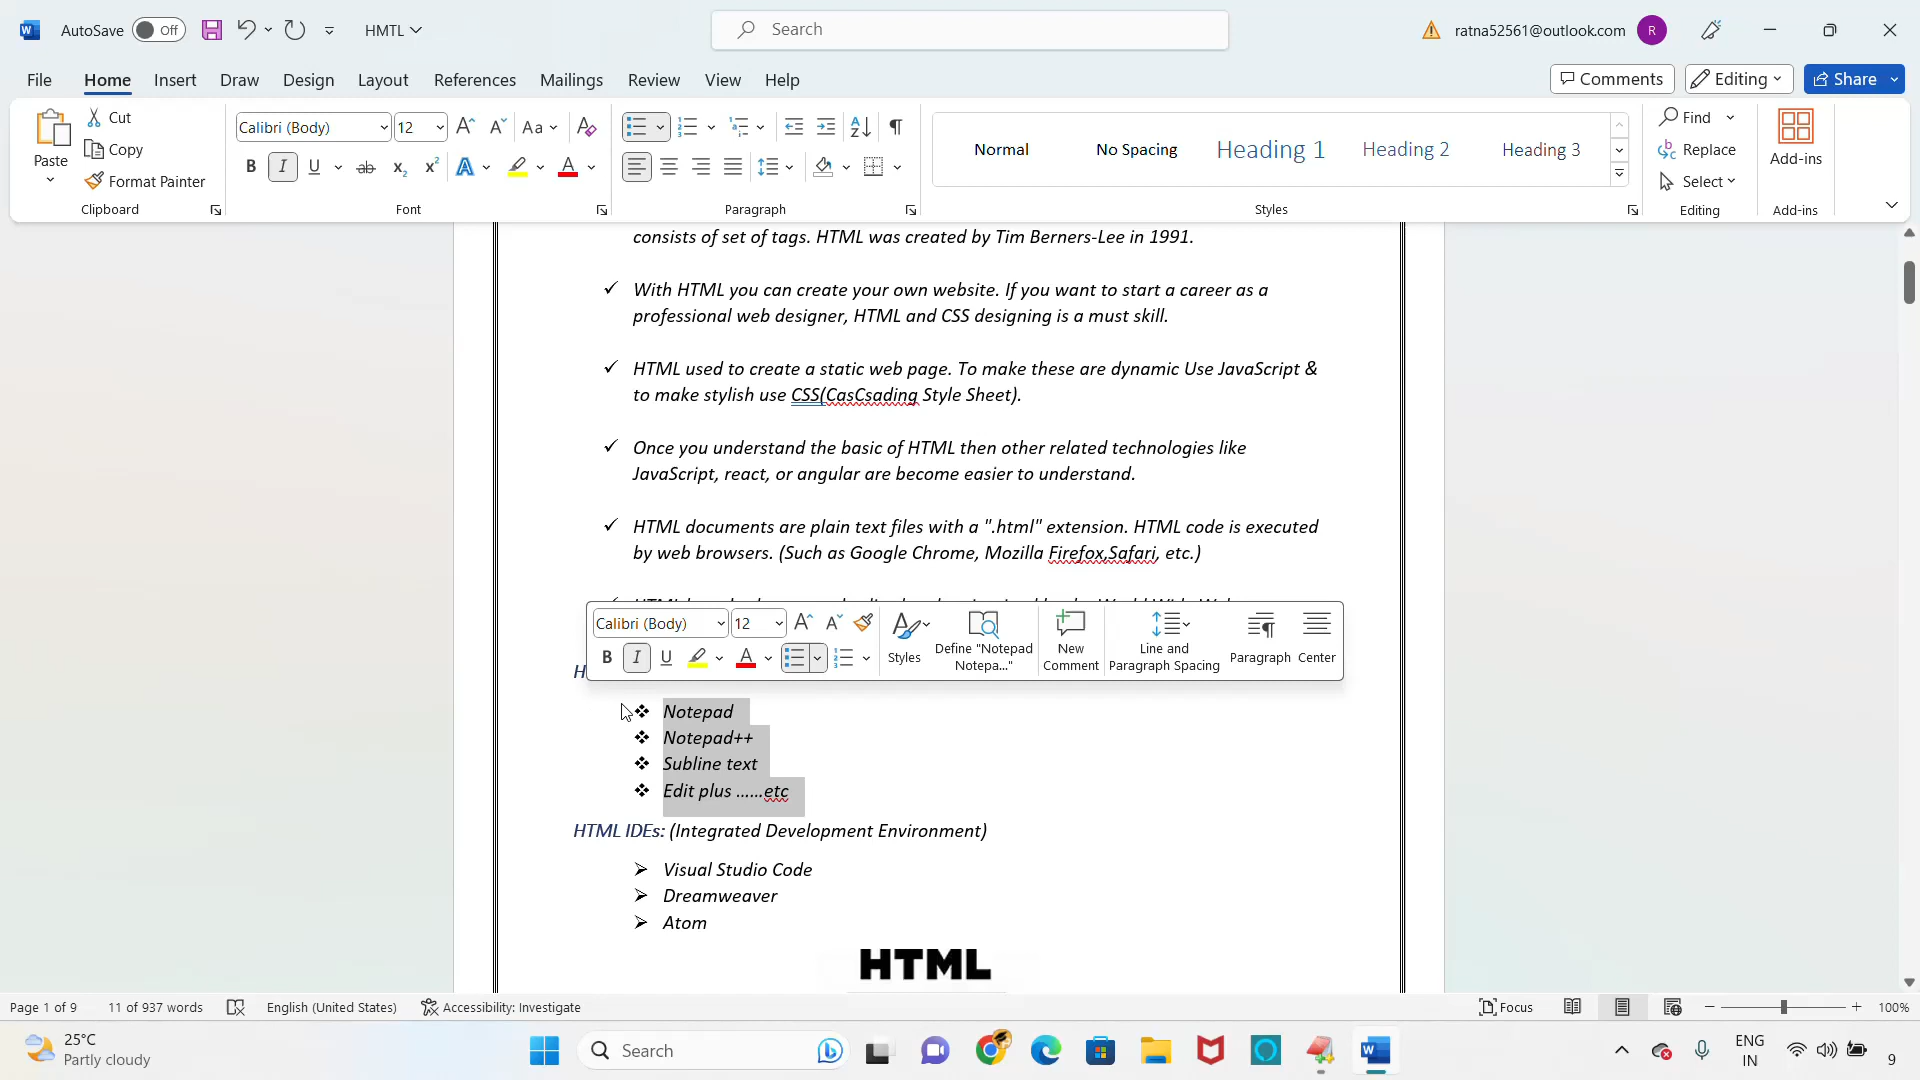 AutoSave Off HMTL Search ratna52561@outlook.com R
File Home Insert Draw Design Layout References Mailings Review View Help Comments Editing Share
Paste Cut Copy Format Painter Clipboard
Calibri (Body) 12 Aa
B I U ab x₂ x² A A
Font
Paragraph
Normal No Spacing Heading 1 Heading 2 Heading 3
Styles
Find
Replace
Select
Editing
Add-ins
Add-ins
consists of set of tags. HTML was created by Tim Berners-Lee in 1991.
With HTML you can create your own website. If you want to start a career as a
professional web designer, HTML and CSS designing is a must skill.
HTML used to create a static web page. To make these are dynamic Use JavaScript &
to make stylish use CSS(CasCsading Style Sheet).
Once you understand the basic of HTML then other related technologies like
JavaScript, react, or angular are become easier to understand.
HTML documents are plain text files with a ".html" extension. HTML code is executed
by web browsers. (Such as Google Chrome, Mozilla Firefox,Safari, etc.)
Calibri (Body) 12
B I U A
Styles
Define "Notepad
Notepa..."
New
Comment
Line and
Paragraph Spacing
Paragraph
Center
Notepad
Notepad++
Subline text
Edit plus ......etc
HTML IDEs: (Integrated Development Environment)
Visual Studio Code
Dreamweaver
Atom
HTML
Page 1 of 9 11 of 937 words English (United States) Accessibility: Investigate Focus 100%
25°C
Partly cloudy
Search
ENG
IN
9